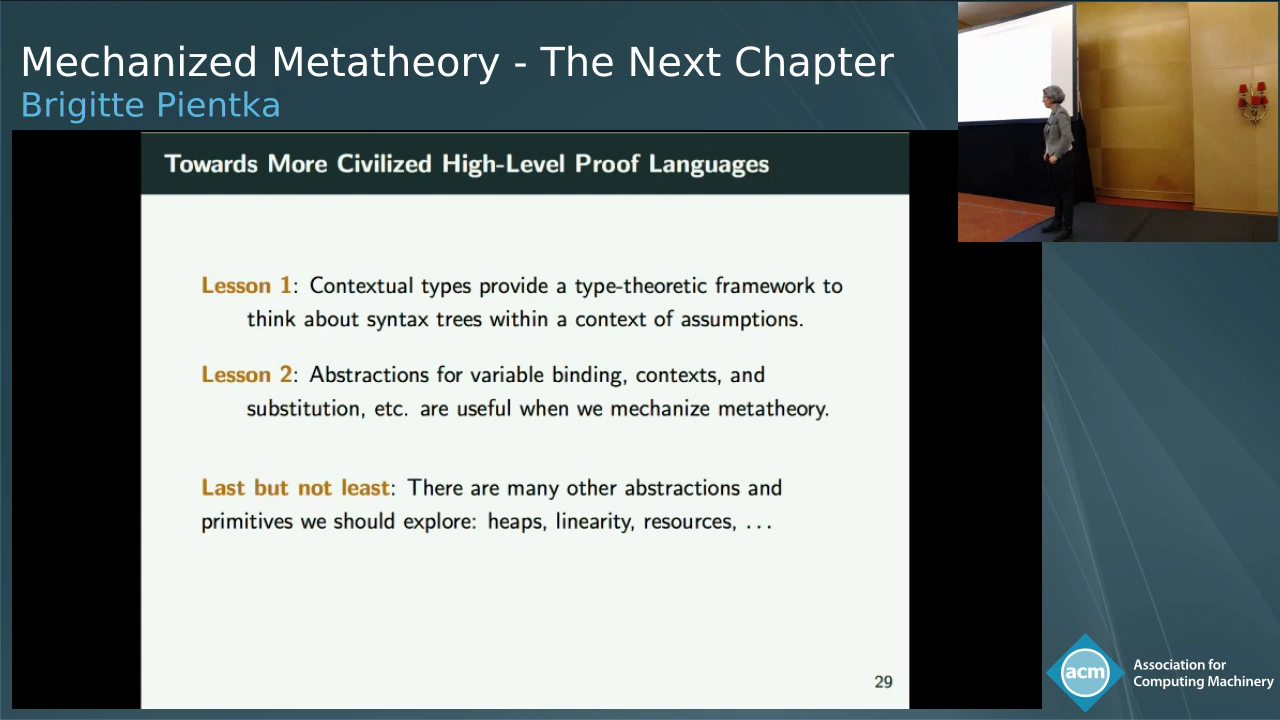 Mechanized Metatheory - The Next Chapter
Brigitte Pientka
Towards More Civilized High-Level Proof Languages
Lesson 1: Contextual types provide a type-theoretic framework to
think about syntax trees within a context of assumptions.
Lesson 2: Abstractions for variable binding, contexts, and
substitution, etc. are useful when we mechanize metatheory.
Last but not least: There are many other abstractions and
primitives we should explore: heaps, linearity, resources, ...
29
acm
Association for
Computing Machinery